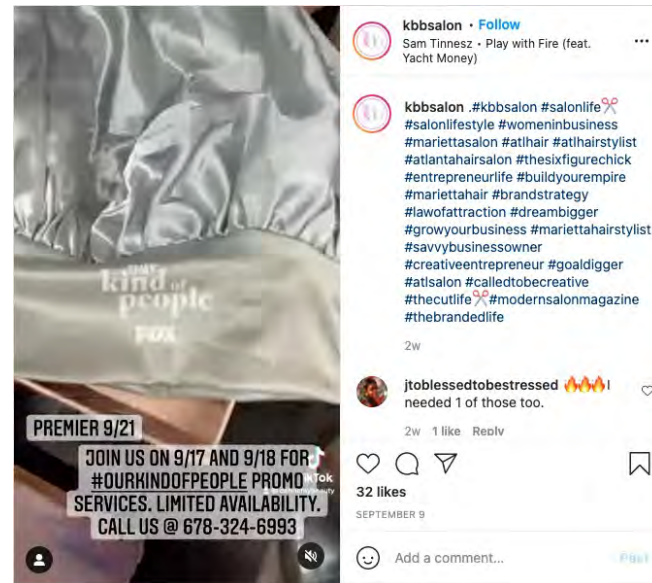 our
kind of
people
FOX
PREMIER 9/21
JOIN US ON 9/17 AND 9/18 FOR
#OURKINDOFPEOPLE PROMO
SERVICES. LIMITED AVAILABILITY.
CALL US @ 678-324-6993
kTok
kbbsalon • Follow
Sam Tinnesz • Play with Fire (feat.
Yacht Money)
kbbsalon .#kbbsalon #salonlife✂️
#salonlifestyle #womeninbusiness
#mariettasalon #atlhair #atlhairstylist
#atlantahairsalon #thesixfigurechick
#entrepreneurlife #buildyourempire
#mariettahair #brandstrategy
#lawofattraction #dreambigger
#growyourbusiness #mariettahairstylist
#savvybusinessowner
#creativeentrepreneur #goaldigger
#atlsalon #calledtobecreative
#thecutlife✂️#modernsalonmagazine
#thebrandedlife
2w
jtoblessedtobestressed 🔥🔥🔥I
needed 1 of those too.
2w 1 like Reply
32 likes
SEPTEMBER 9
Add a comment... Post